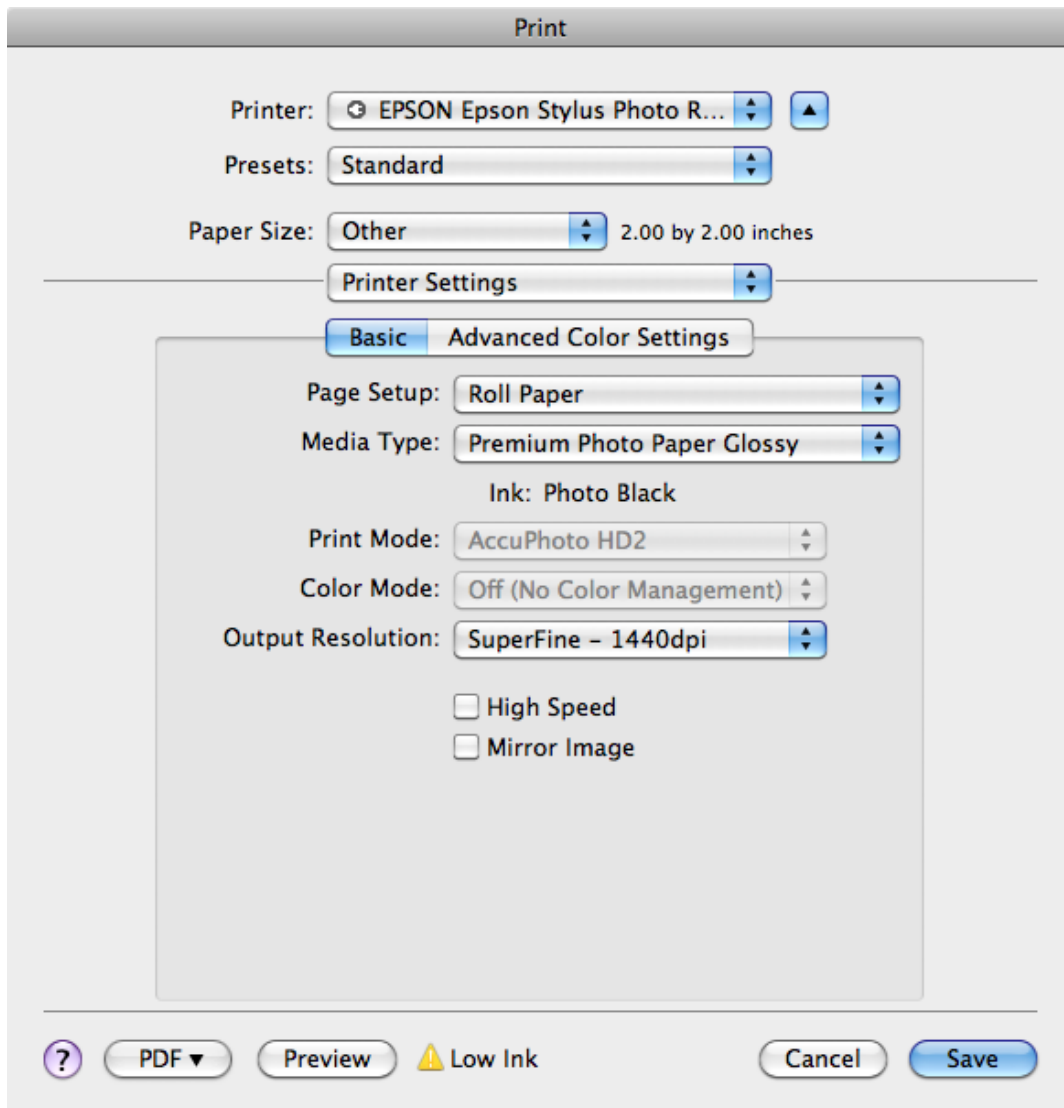 Print
Printer: EPSON Epson Stylus Photo R...
Presets: Standard
Paper Size: Other 2.00 by 2.00 inches
Printer Settings
Basic Advanced Color Settings
Page Setup: Roll Paper
Media Type: Premium Photo Paper Glossy
Ink: Photo Black
Print Mode: AccuPhoto HD2
Color Mode: Off (No Color Management)
Output Resolution: SuperFine – 1440dpi
High Speed
Mirror Image
? PDF▼ Preview Low Ink Cancel Save